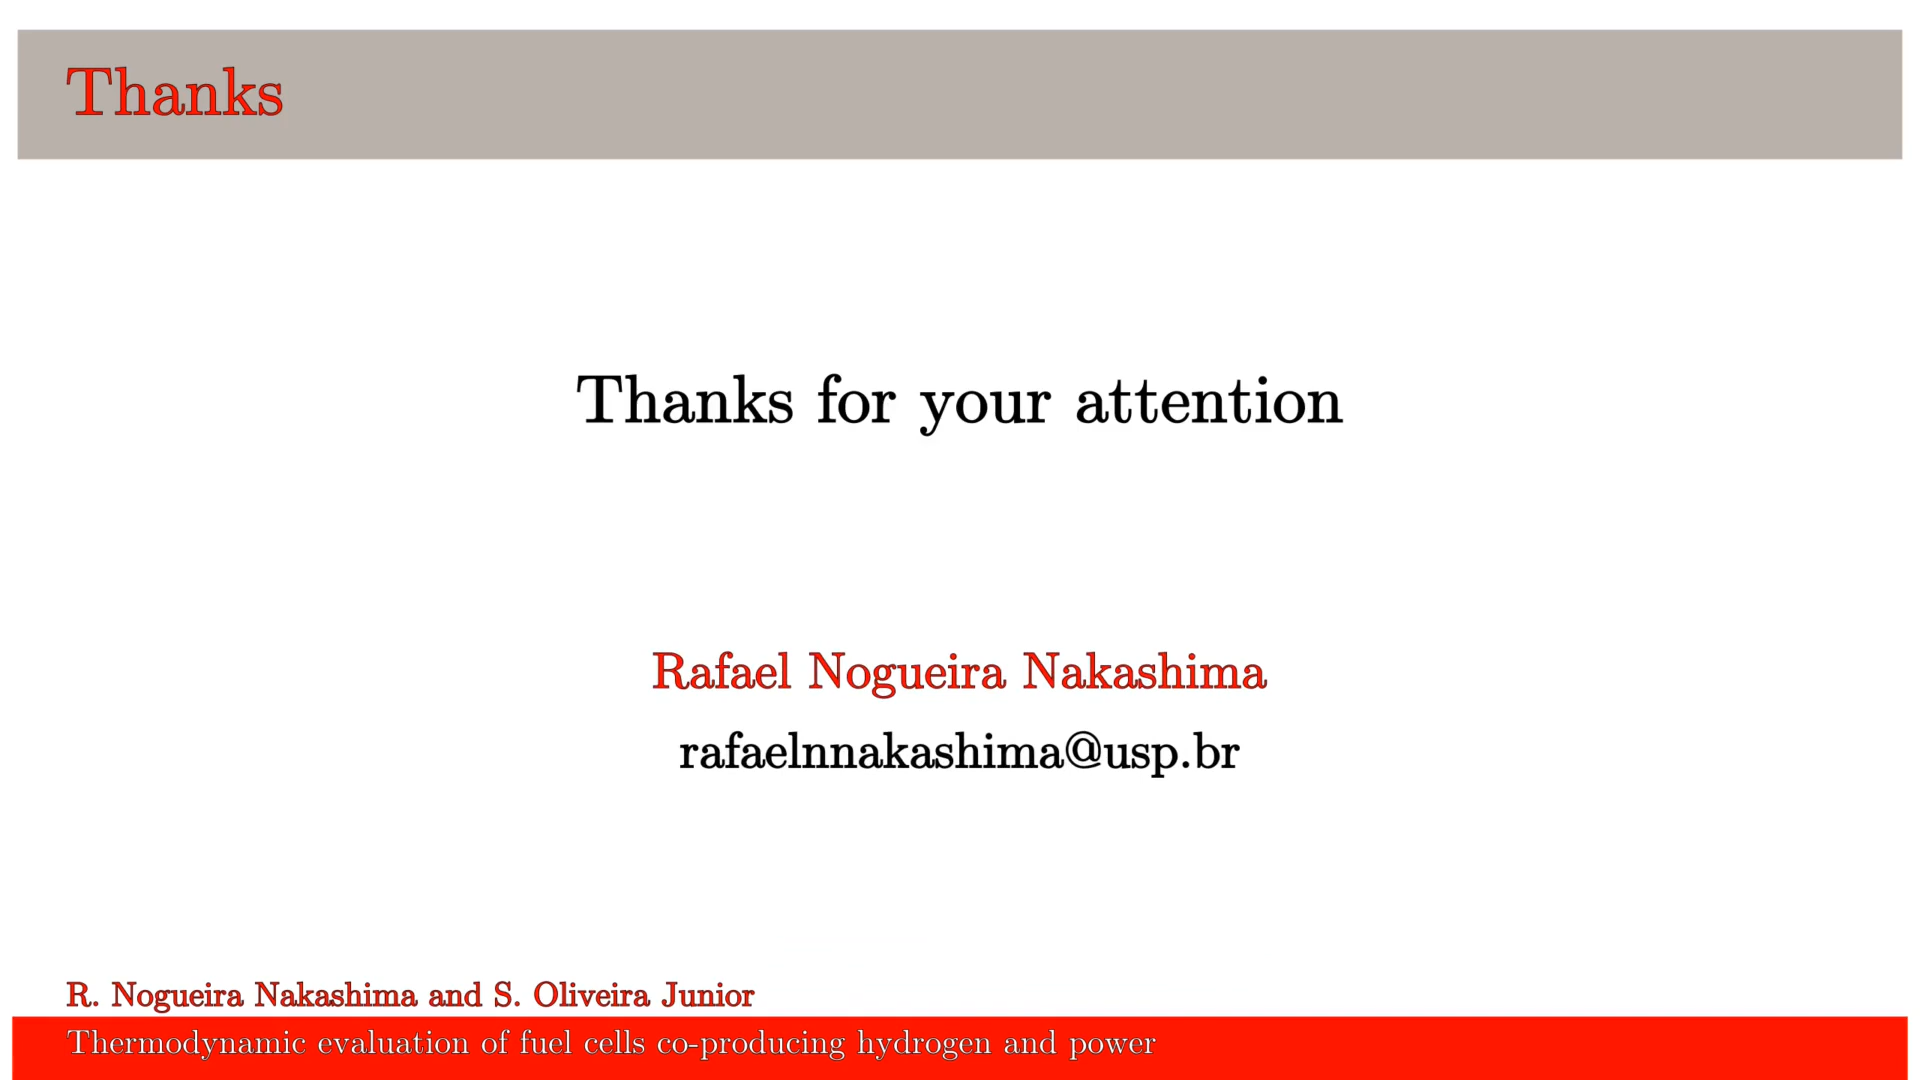 Thanks
Thanks for your attention
Rafael Nogueira Nakashima
rafaelnnakashima@usp.br
R. Nogueira Nakashima and S. Oliveira Junior
Thermodynamic evaluation of fuel cells co-producing hydrogen and power